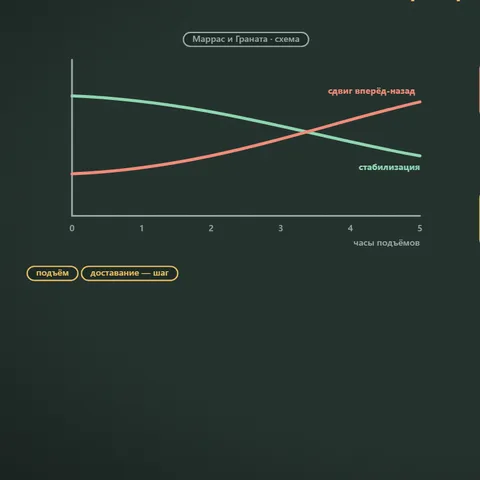 Маррас и Граната · схема
сдвиг вперёд-назад
стабилизация
0 1 2 3 4 5
часы подъёмов
подъём доставание — шаг